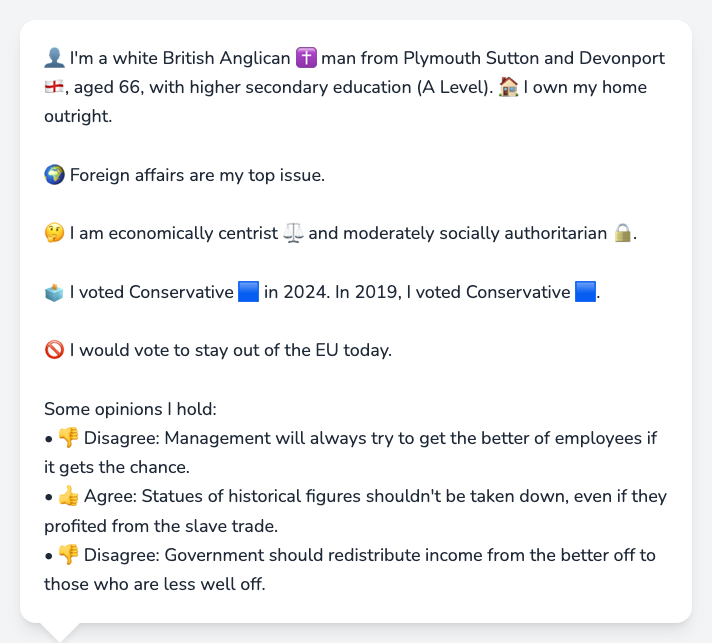 👤 I'm a white British Anglican ✝️ man from Plymouth Sutton and Devonport
🏴󠁧󠁢󠁥󠁮󠁧󠁿, aged 66, with higher secondary education (A Level). 🏠 I own my home
outright.
🌍 Foreign affairs are my top issue.
🤔 I am economically centrist ⚖️ and moderately socially authoritarian 🔒.
🗳️ I voted Conservative 🟦 in 2024. In 2019, I voted Conservative 🟦.
🚫 I would vote to stay out of the EU today.
Some opinions I hold:
• 👎 Disagree: Management will always try to get the better of employees if
it gets the chance.
• 👍 Agree: Statues of historical figures shouldn't be taken down, even if they
profited from the slave trade.
• 👎 Disagree: Government should redistribute income from the better off to
those who are less well off.